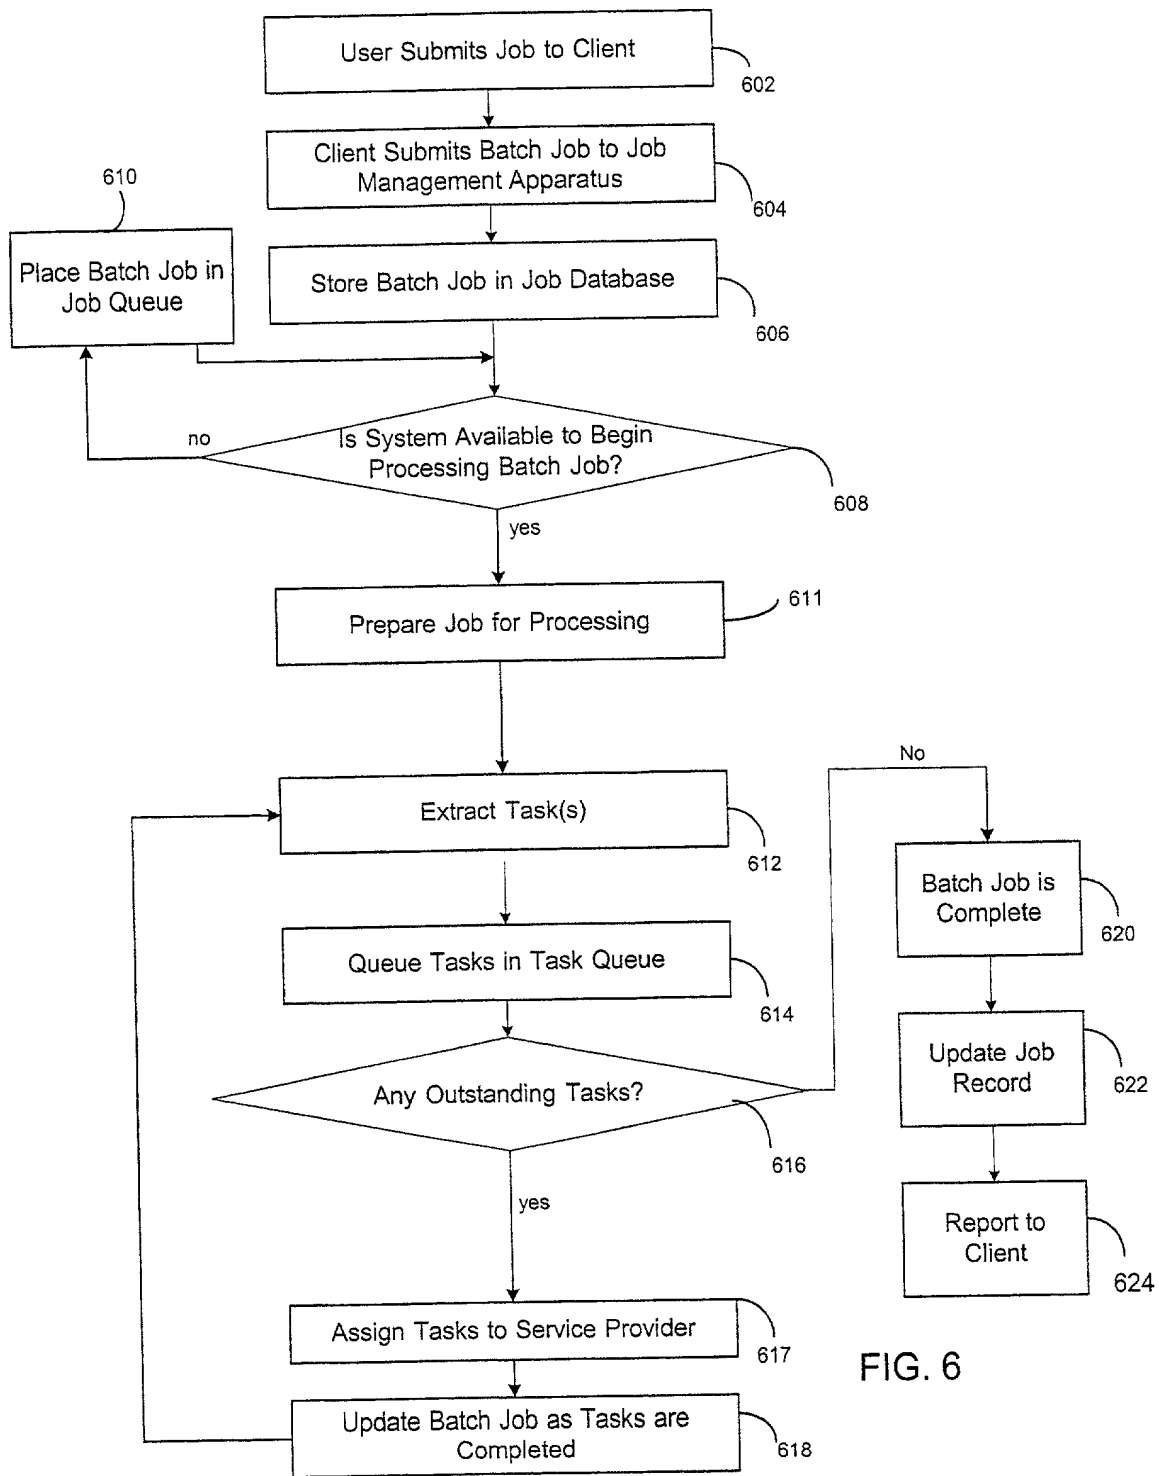 User Submits Job to Client
602
Client Submits Batch Job to Job
Management Apparatus
604
610
Place Batch Job in
Job Queue
Store Batch Job in Job Database
606
no
Is System Available to Begin
Processing Batch Job?
608
yes
Prepare Job for Processing
611
No
Extract Task(s)
612
Batch Job is
Complete
620
Queue Tasks in Task Queue
614
Update Job
Record
622
Any Outstanding Tasks?
616
yes
Report to
Client
624
Assign Tasks to Service Provider
617
FIG. 6
Update Batch Job as Tasks are
Completed
618